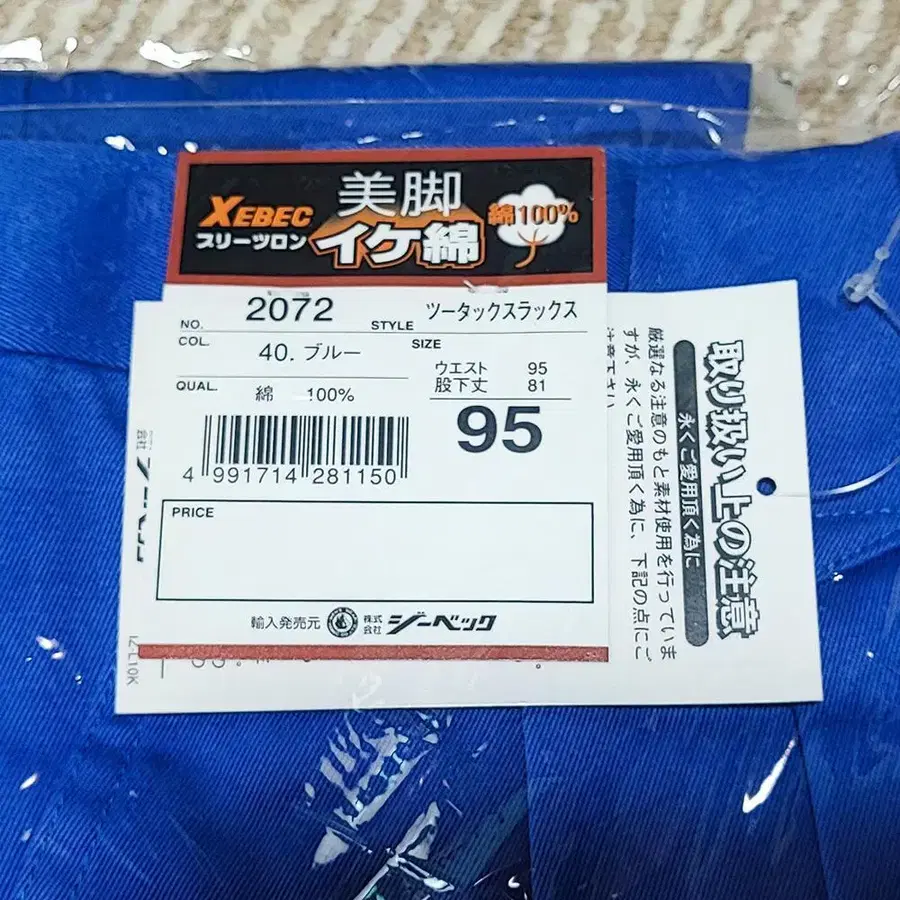 XEBEC
スリーツロン
美脚
イケ綿
綿100%
NO. 2072
STYLE ツータックスラックス
COL. 40. ブルー
SIZE
ウエスト 95
股下丈 81
95
QUAL. 綿 100%
4 991714 281150
PRICE
輸入発売元 株式会社 ジーベック
取り扱い上の注意
永くご愛用頂く為に
厳選なる注意のもと素材使用を行っていま
すが、永くご愛用頂く為に、下記の点にご
注意下さい